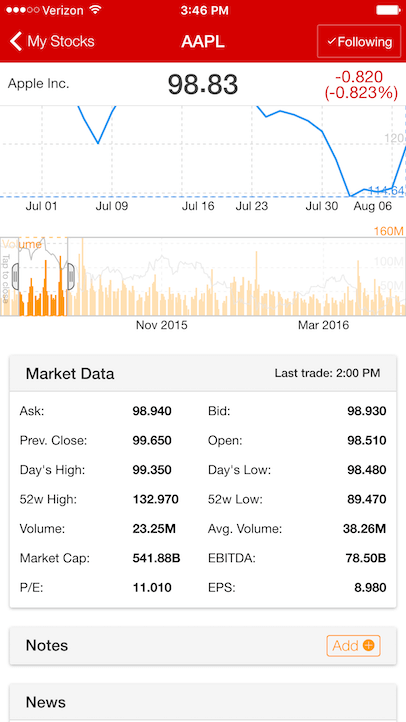 Verizon 3:46 PM
My Stocks AAPL ✓Following
Apple Inc. 98.83 -0.820
(-0.823%)
120
114.64
Jul 01 Jul 09 Jul 16 Jul 23 Jul 30 Aug 06
160M
Volume
Tap to close
100M
50M
Nov 2015 Mar 2016
Market Data Last trade: 2:00 PM
Ask: 98.940 Bid: 98.930
Prev. Close: 99.650 Open: 98.510
Day's High: 99.350 Day's Low: 98.480
52w High: 132.970 52w Low: 89.470
Volume: 23.25M Avg. Volume: 38.26M
Market Cap: 541.88B EBITDA: 78.50B
P/E: 11.010 EPS: 8.980
Notes Add
News